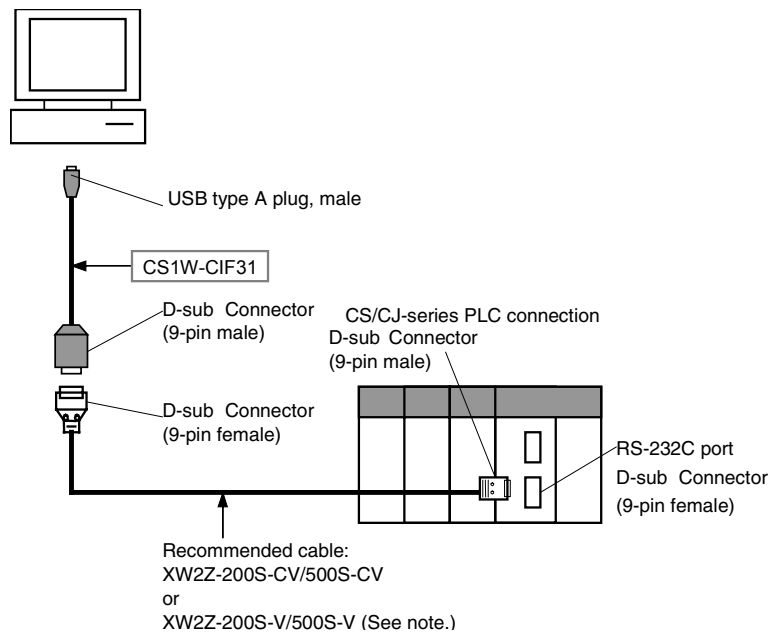 USB type A plug, male
CS1W-CIF31
D-sub Connector
(9-pin male)
CS/CJ-series PLC connection
D-sub Connector
(9-pin male)
D-sub Connector
(9-pin female)
RS-232C port
D-sub Connector
(9-pin female)
Recommended cable:
XW2Z-200S-CV/500S-CV
or
XW2Z-200S-V/500S-V (See note.)